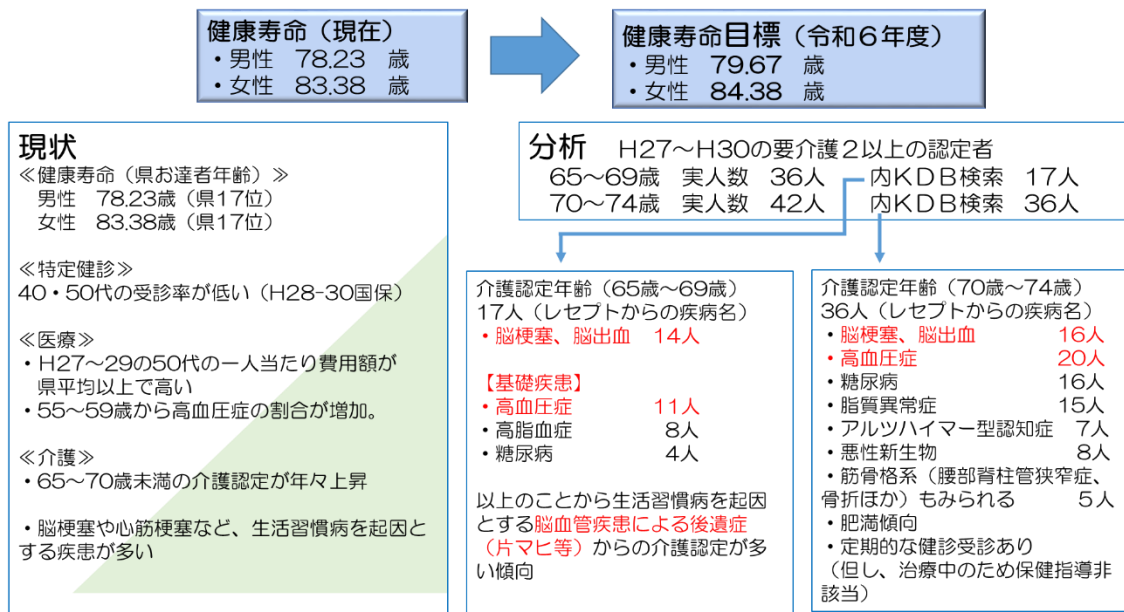 健康寿命（現在）
・男性　78.23　歳
・女性　83.38　歳
健康寿命目標（令和６年度）
・男性　79.67　歳
・女性　84.38　歳
現状
≪健康寿命（県お達者年齢）≫
男性　78.23歳（県17位）
女性　83.38歳（県17位）
≪特定健診≫
40・50代の受診率が低い（H28-30国保）
≪医療≫
・H27～29の50代の一人当たり費用額が
県平均以上で高い
・55～59歳から高血圧症の割合が増加。
≪介護≫
・65～70歳未満の介護認定が年々上昇
・脳梗塞や心筋梗塞など、生活習慣病を起因と
する疾患が多い
分析　H27～H30の要介護２以上の認定者
65～69歳　実人数　36人　内KDB検索　17人
70～74歳　実人数　42人　内KDB検索　36人
介護認定年齢（65歳～69歳）
17人（レセプトからの疾病名）
・脳梗塞、脳出血　14人
【基礎疾患】
・高血圧症　11人
・高脂血症　8人
・糖尿病　4人
以上のことから生活習慣病を起因
とする脳血管疾患による後遺症
（片マヒ等）からの介護認定が多
い傾向
介護認定年齢（70歳～74歳）
36人（レセプトからの疾病名）
・脳梗塞、脳出血　16人
・高血圧症　20人
・糖尿病　16人
・脂質異常症　15人
・アルツハイマー型認知症　7人
・悪性新生物　8人
・筋骨格系（腰部脊柱管狭窄症、
骨折ほか）もみられる　５人
・肥満傾向
・定期的な健診受診あり
（但し、治療中のため保健指導非
該当）